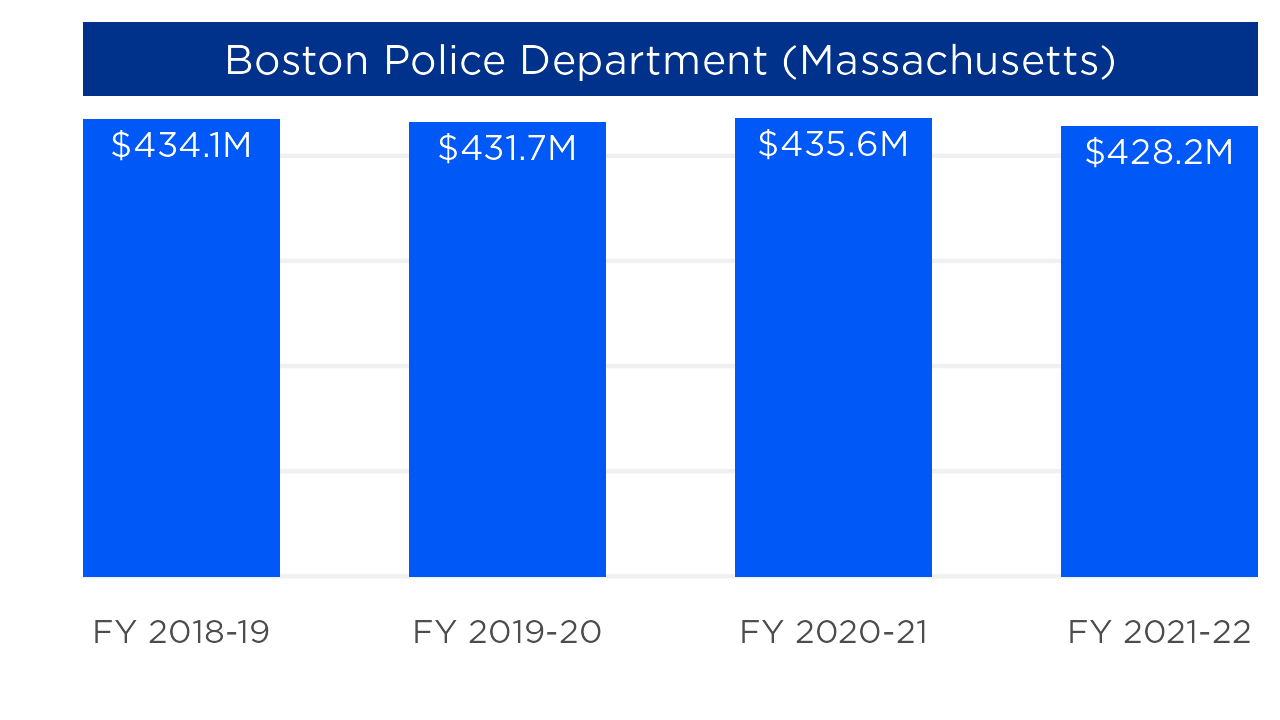 Boston Police Department (Massachusetts)
$434.1M
$431.7M
$435.6M
$428.2M
FY 2018-19
FY 2019-20
FY 2020-21
FY 2021-22